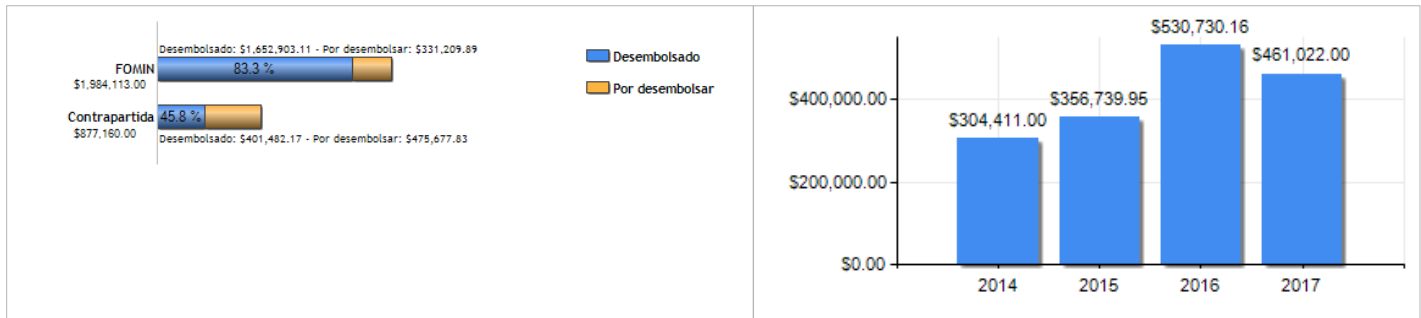 Desembolsado: $1,652,903.11 - Por desembolsar: $331,209.89
FOMIN
83.3 %
$1,984,113.00
Contrapartida
45.8 %
$877,160.00
Desembolsado: $401,482.17 - Por desembolsar: $475,677.83
Desembolsado
Por desembolsar
$530,730.16
$461,022.00
$400,000.00
$356,739.95
$304,411.00
$200,000.00
$0.00
2014 2015 2016 2017